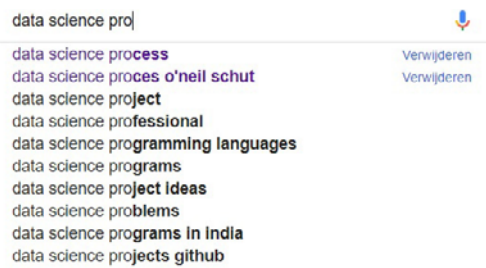 data science pro
data science process Verwijderen
data science proces o'neil schut Verwijderen
data science project
data science professional
data science programming languages
data science programs
data science project ideas
data science problems
data science programs in india
data science projects github